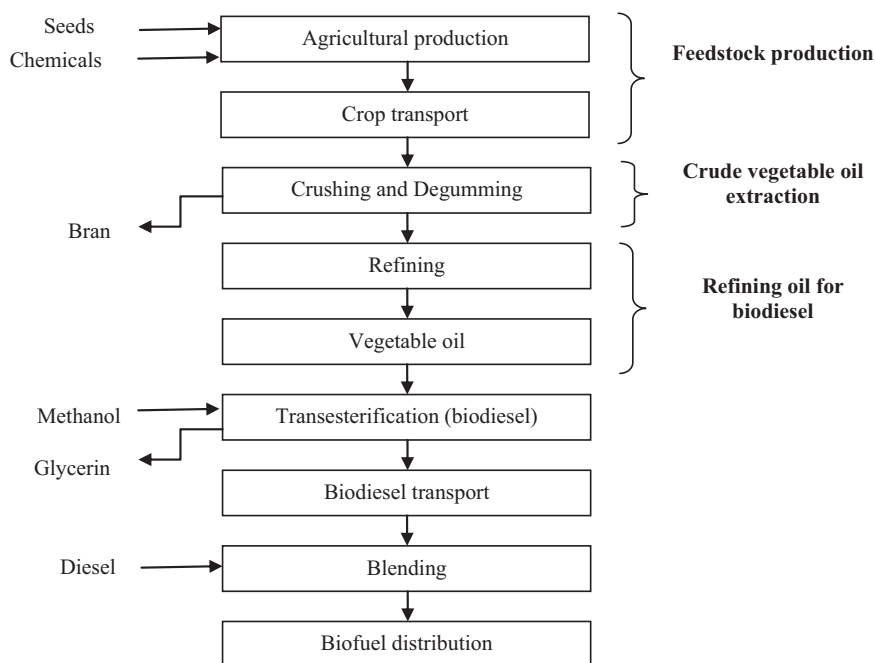 Seeds
Chemicals
Agricultural production
Feedstock production
Crop transport
Crushing and Degumming
Crude vegetable oil
extraction
Bran
Refining
Refining oil for
biodiesel
Vegetable oil
Methanol
Transesterification (biodiesel)
Glycerin
Biodiesel transport
Diesel
Blending
Biofuel distribution